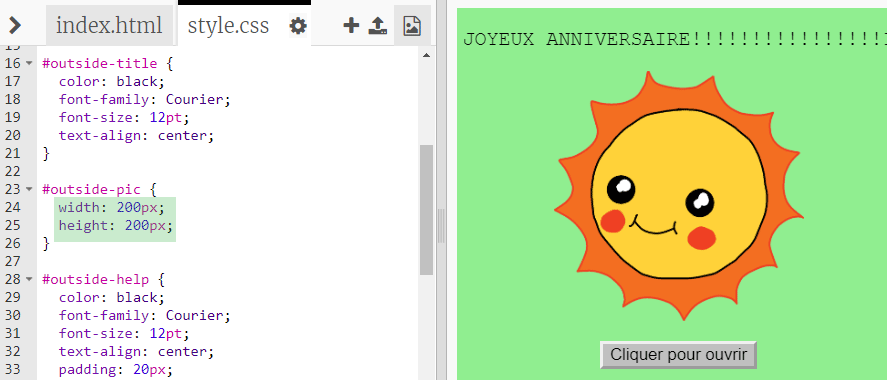 index.html
style.css
15
16 #outside-title {
17 color: black;
18 font-family: Courier;
19 font-size: 12pt;
20 text-align: center;
21 }
22
23 #outside-pic {
24 width: 200px;
25 height: 200px;
26 }
27
28 #outside-help {
29 color: black;
30 font-family: Courier;
31 font-size: 12pt;
32 text-align: center;
33 padding: 20px;
JOYEUX ANNIVERSAIRE!!!!!!!!!!!!!!!!
Cliquer pour ouvrir